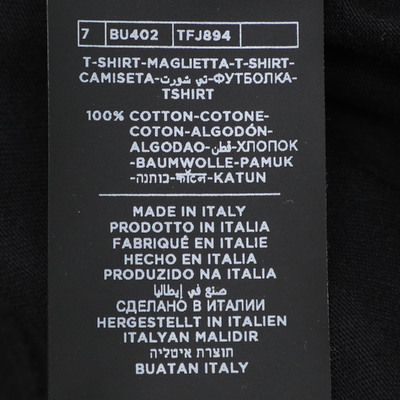 7 BU402 TFJ894
T-SHIRT-MAGLIETTA-T-SHIRT-
CAMISETA-تي شورت-ФУТБОЛКА-
TSHIRT
100% COTTON-COTONE-
COTON-ALGODÓN-
ALGODAO-قطن-ХЛОПОК
-BAUMWOLLE-PAMUK
-כותנה-कॉटन-KATUN
MADE IN ITALY
PRODOTTO IN ITALIA
FABRIQUÉ EN ITALIE
HECHO EN ITALIA
PRODUZIDO NA ITALIA
صنع في إيطاليا
СДЕЛАНО В ИТАЛИИ
HERGESTELLT IN ITALIEN
ITALYAN MALIDIR
תוצרת איטליה
BUATAN ITALY